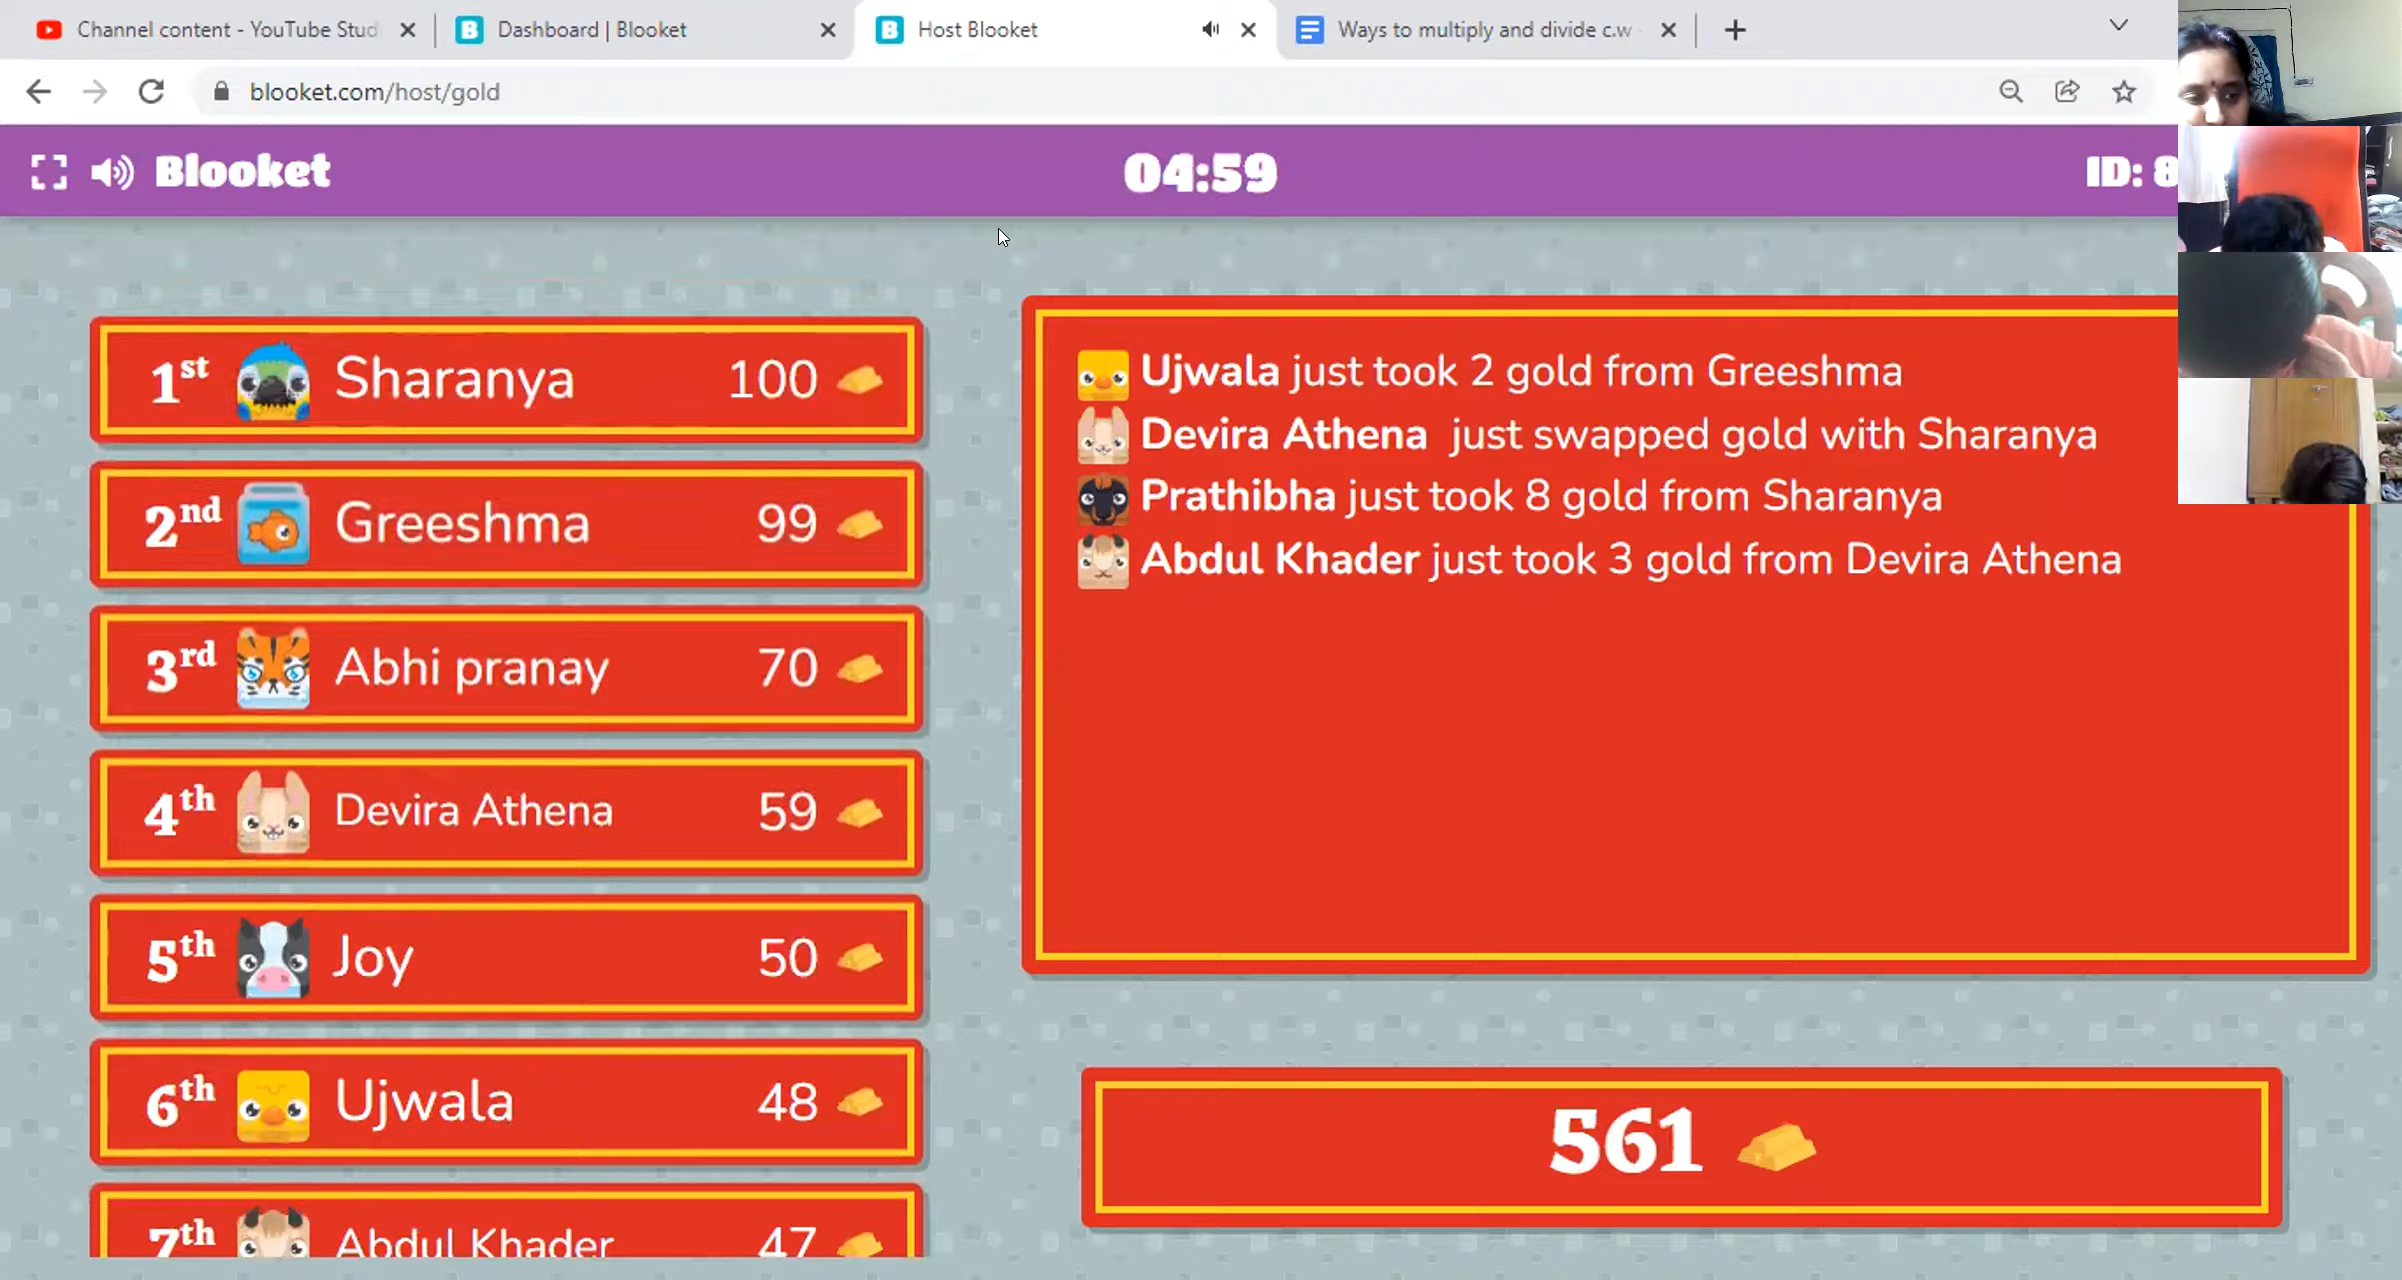 Channel content - YouTube Stud
Dashboard | Blooket
Host Blooket
Ways to multiply and divide c.w -
blooket.com/host/gold
Blooket
04:59
ID: 8
1st Sharanya 100
2nd Greeshma 99
3rd Abhi pranay 70
4th Devira Athena 59
5th Joy 50
6th Ujwala 48
7th Abdul Khader 47
Ujwala just took 2 gold from Greeshma
Devira Athena just swapped gold with Sharanya
Prathibha just took 8 gold from Sharanya
Abdul Khader just took 3 gold from Devira Athena
561